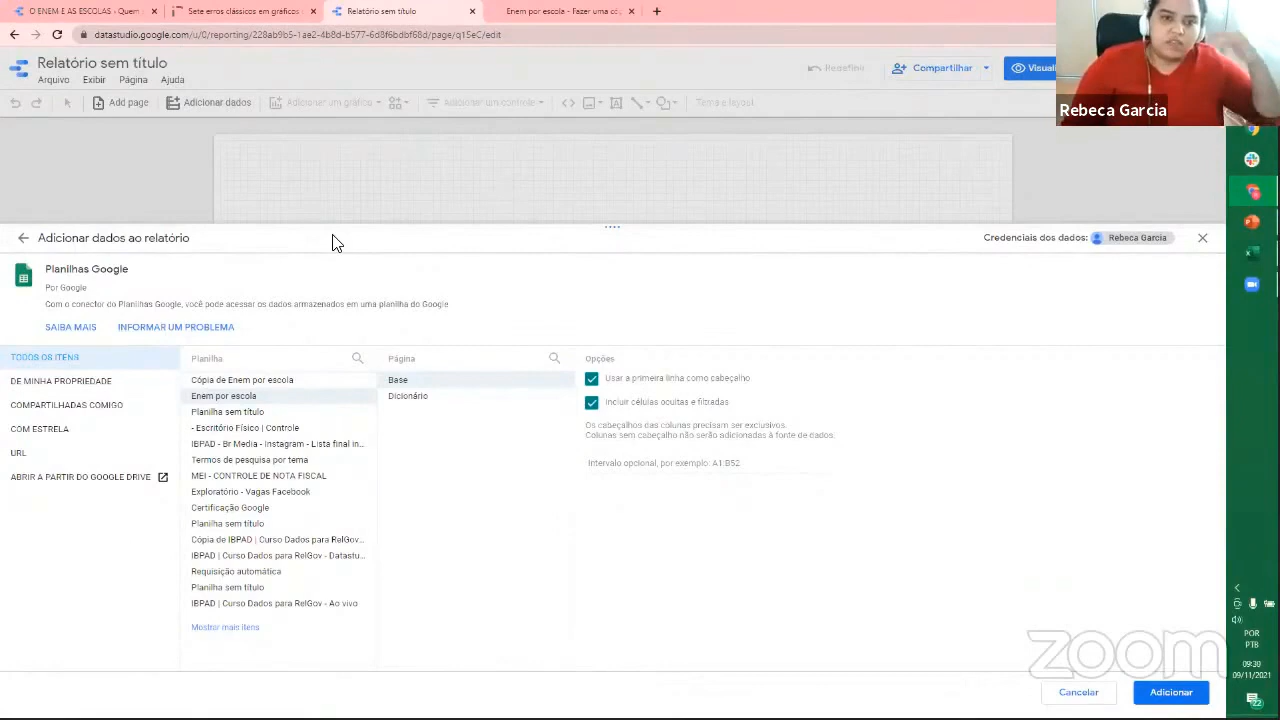 O ENEM E AS ESCOLAS - Quem
Sete erros clássicos em gráficos
Relatório sem título
Enem por escola - Fazer uma có
datastudio.google.com/u/0/reporting/
Relatório sem título
Arquivo Exibir Página Ajuda
Redefinir
Compartilhar
Visuali
Add page
Adicionar dados
Adicionar um gráfico
Adicionar um controle
Tema e layout
Rebeca Garcia
Adicionar dados ao relatório
Credenciais dos dados: Rebeca Garcia
Planilhas Google
Por Google
Com o conector do Planilhas Google, você pode acessar os dados armazenados em uma planilha do Google
SAIBA MAIS INFORMAR UM PROBLEMA
TODOS OS ITENS
DE MINHA PROPRIEDADE
COMPARTILHADAS COMIGO
COM ESTRELA
URL
ABRIR A PARTIR DO GOOGLE DRIVE
Planilha
Cópia de Enem por escola
Enem por escola
Planilha sem título
- Escritório Físico | Controle
IBPAD - Br Media - Instagram - Lista final in...
Termos de pesquisa por tema
MEI - CONTROLE DE NOTA FISCAL
Exploratório - Vagas Facebook
Certificação Google
Planilha sem título
Cópia de IBPAD | Curso Dados para RelGov...
IBPAD | Curso Dados para RelGov - Datastu...
Requisição automática
Planilha sem título
IBPAD | Curso Dados para RelGov - Ao vivo
Mostrar mais itens
Página
Base
Dicionário
Opções
Usar a primeira linha como cabeçalho
Incluir células ocultas e filtradas
Os cabeçalhos das colunas precisam ser exclusivos.
Colunas sem cabeçalho não serão adicionadas à fonte de dados.
Intervalo opcional, por exemplo: A1:B52
Cancelar
Adicionar
zoom
POR
PTB
09:39
09/11/2021
22